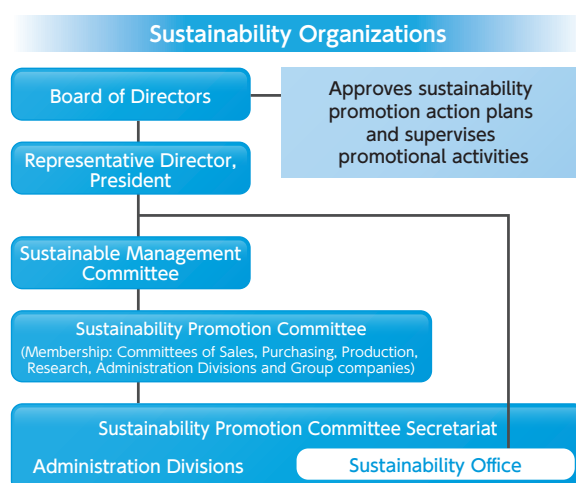 Sustainability Organizations
Board of Directors
Approves sustainability
promotion action plans
and supervises
promotional activities
Representative Director,
President
Sustainable Management
Committee
Sustainability Promotion Committee
(Membership: Committees of Sales, Purchasing, Production,
Research, Administration Divisions and Group companies)
Sustainability Promotion Committee Secretariat
Administration Divisions
Sustainability Office